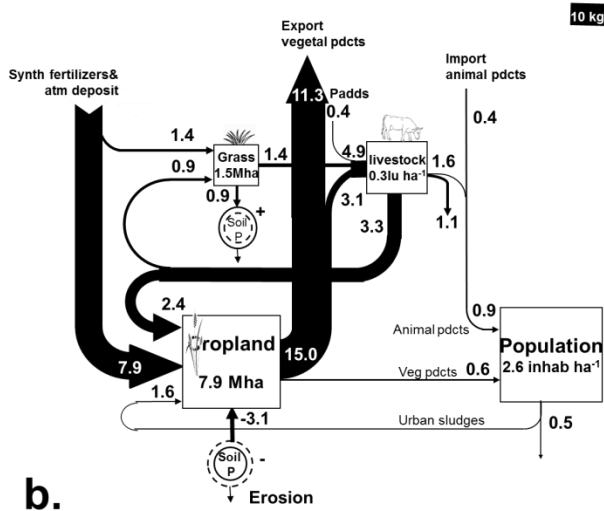 10 kg
Export
vegetal pdcts
Import
animal pdcts
Synth fertilizers&
atm deposit
11.3
Padds
0.4
0.4
1.4
Grass
1.5Mha
1.4
4.9
livestock
0.3lu ha⁻¹
1.6
0.9
0.9
3.1
3.3
1.1
Soil
P
+
2.4
Cropland
7.9 Mha
15.0
7.9
0.9
Animal pdcts
Population
2.6 inhab ha⁻¹
Veg pdcts
0.6
1.6
Urban sludges
0.5
-3.1
Soil
P
-
Erosion
b.